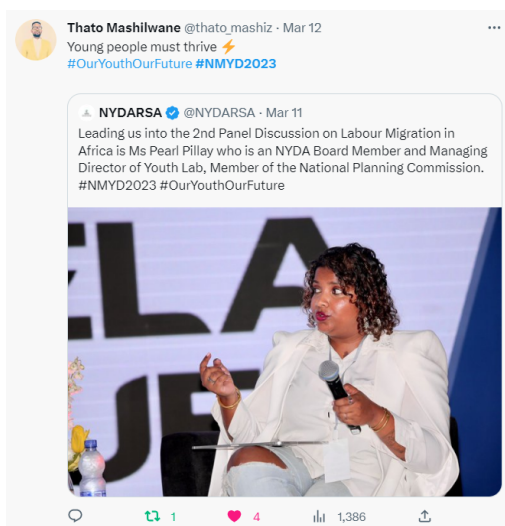 Thato Mashilwane @thato_mashiz · Mar 12
Young people must thrive ⚡
#OurYouthOurFuture #NMYD2023
NYDARSA @NYDARSA · Mar 11
Leading us into the 2nd Panel Discussion on Labour Migration in
Africa is Ms Pearl Pillay who is an NYDA Board Member and Managing
Director of Youth Lab, Member of the National Planning Commission.
#NMYD2023 #OurYouthOurFuture
ELA
1 4 1,386